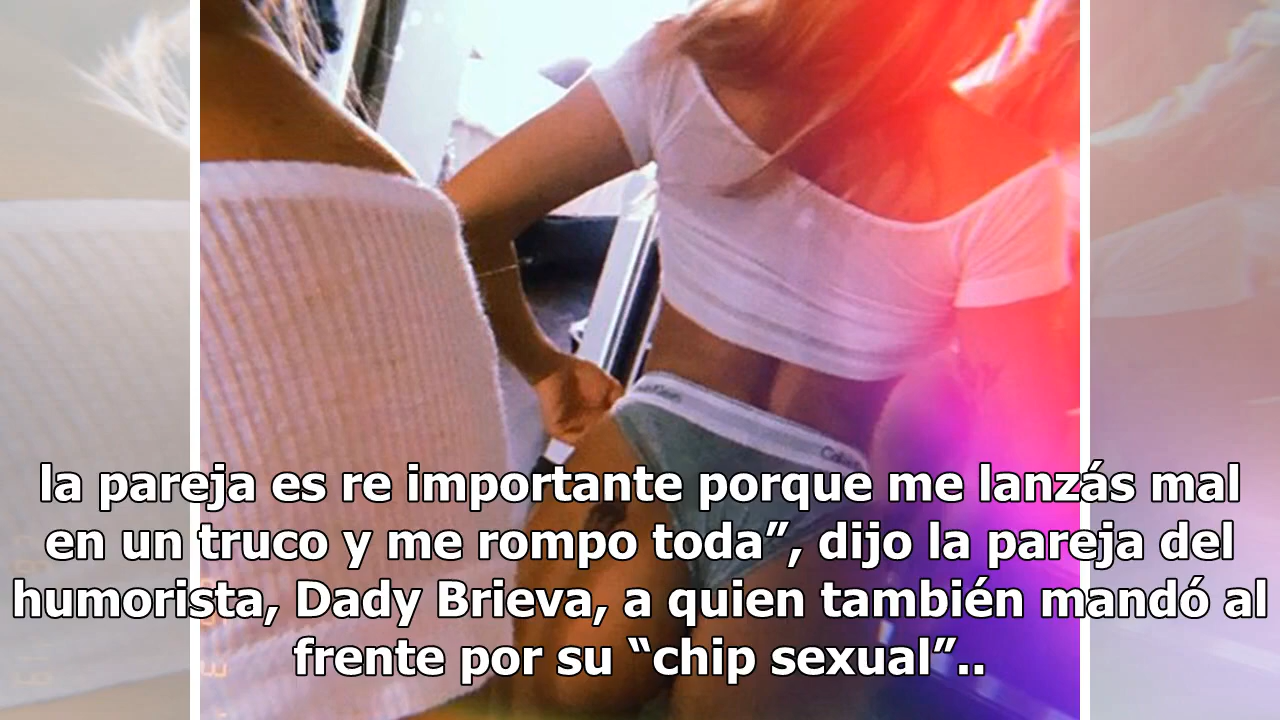 Calvin
la pareja es re importante porque me lanzás mal
en un truco y me rompo toda”, dijo la pareja del
humorista, Dady Brieva, a quien también mandó al
frente por su “chip sexual”..